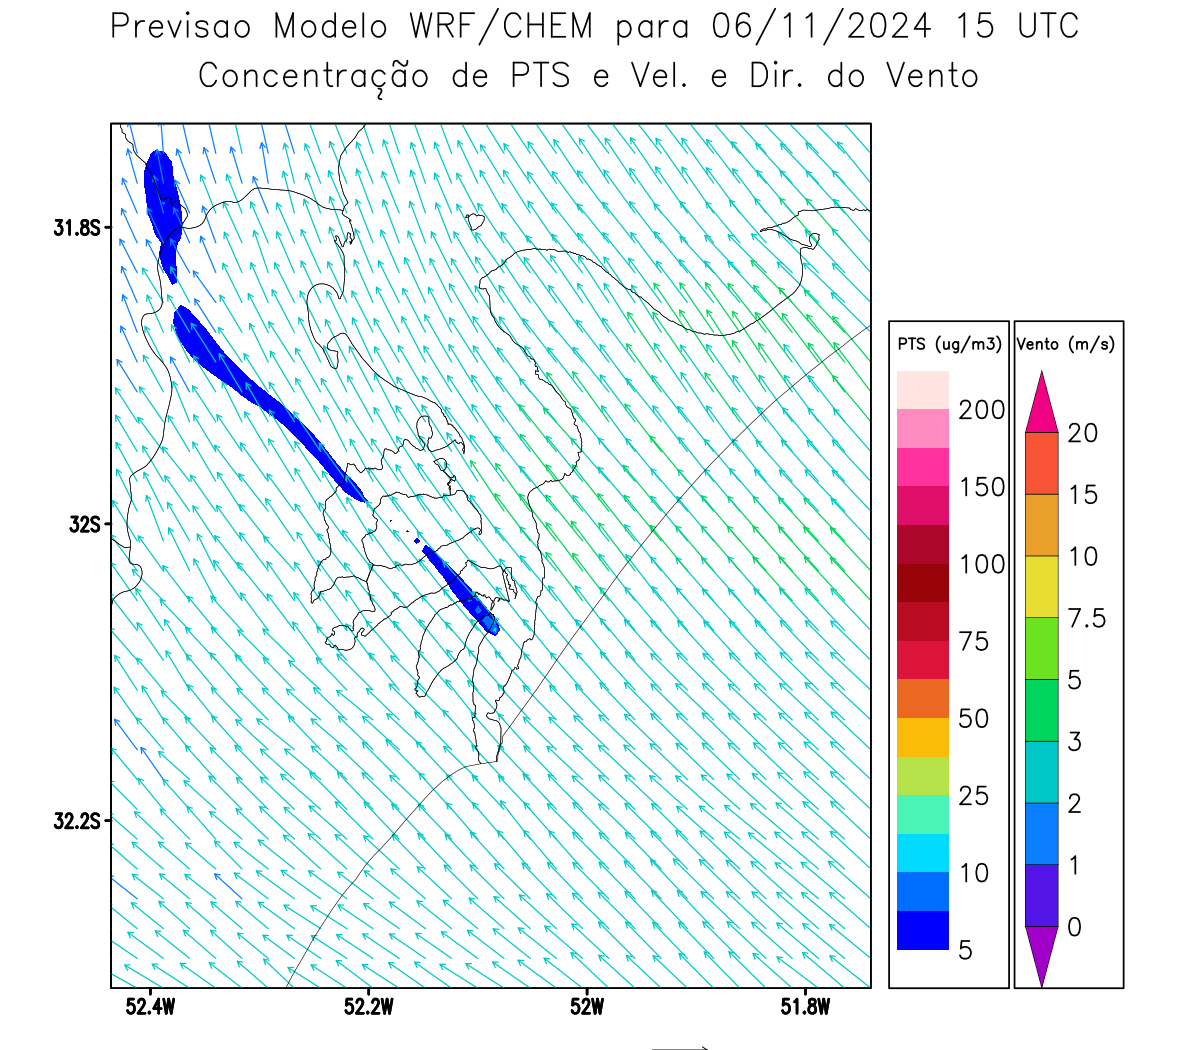 Previsao Modelo WRF/CHEM para 06/11/2024 15 UTC
Concentração de PTS e Vel. e Dir. do Vento
31.8S
32S
32.2S
52.4W
52.2W
52W
51.8W
PTS (ug/m3)
200
150
100
75
50
25
10
5
Vento (m/s)
20
15
10
7.5
5
3
2
1
0